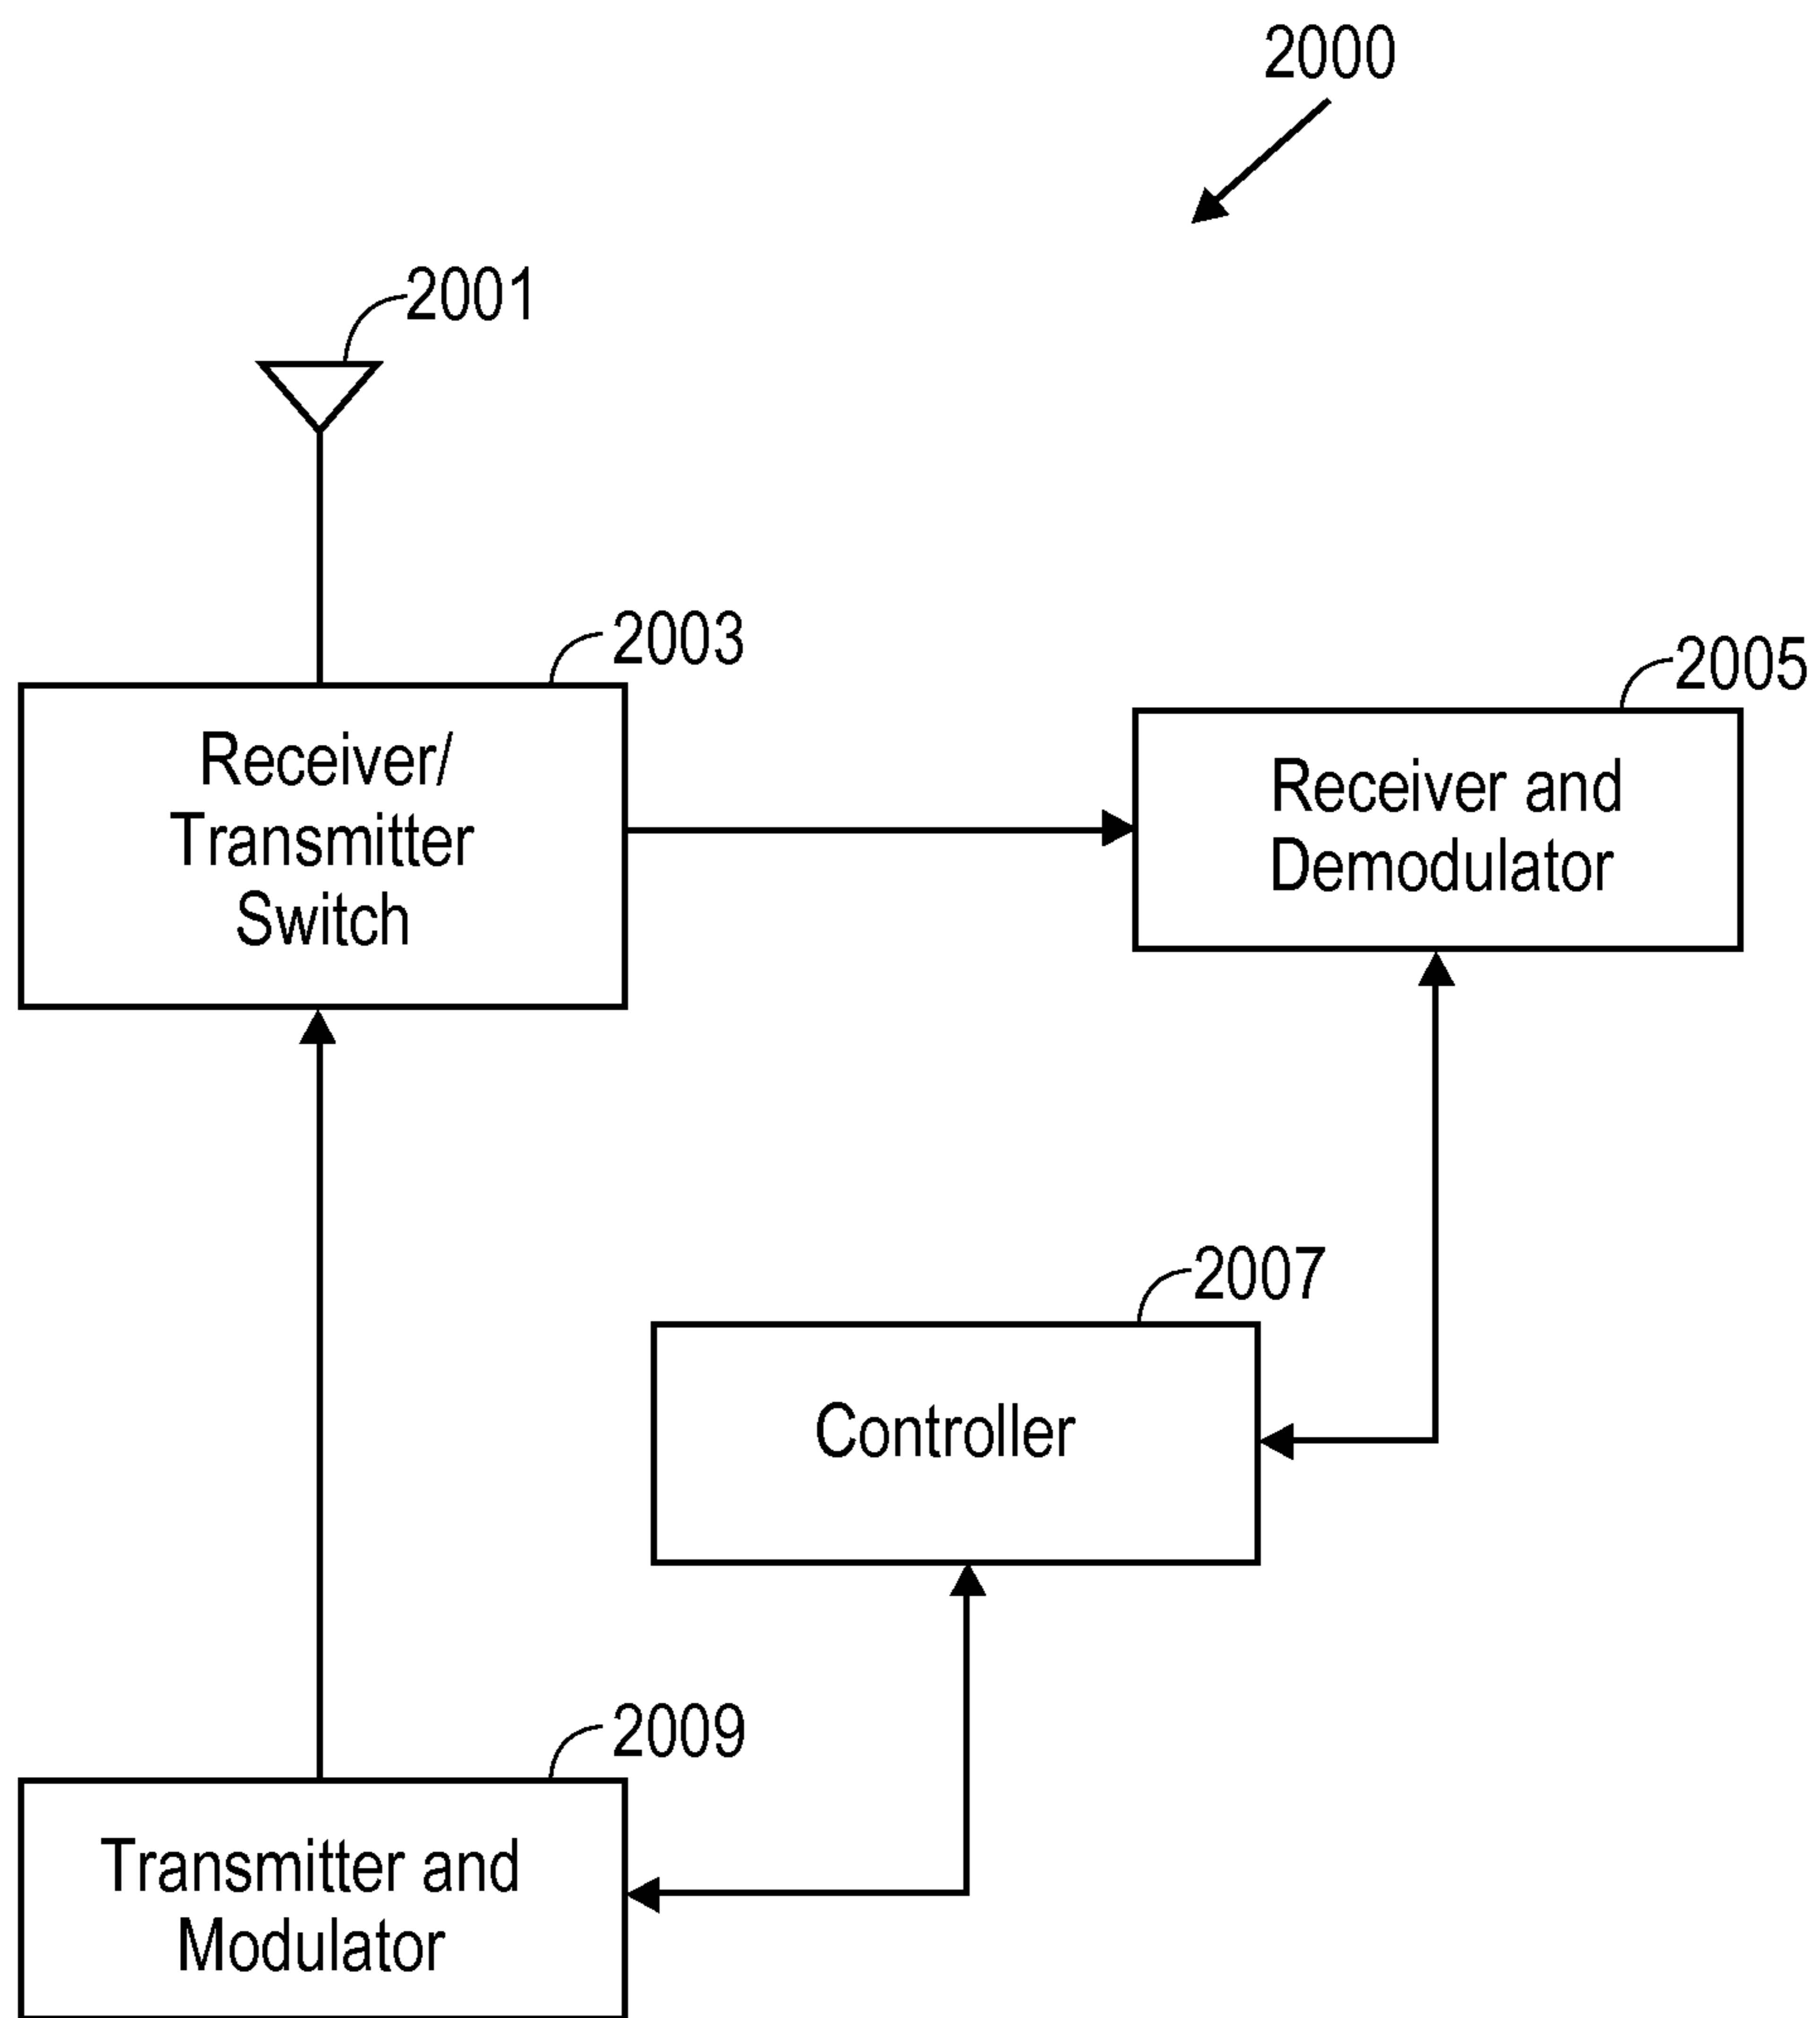 2000
2001
2003
Receiver/
Transmitter
Switch
2005
Receiver and
Demodulator
2007
Controller
2009
Transmitter and
Modulator